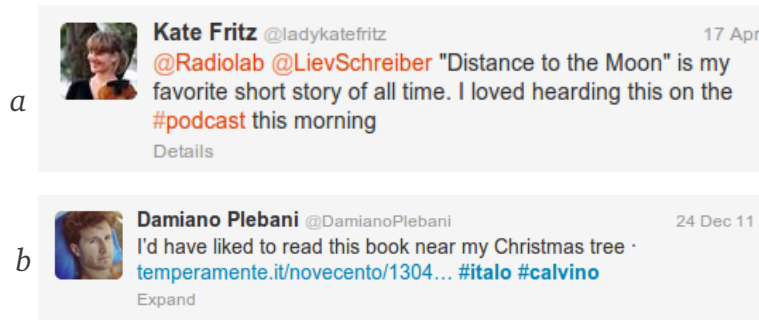 a
Kate Fritz @ladykatefritz 17 Apr
@Radiolab @LievSchreiber "Distance to the Moon" is my
favorite short story of all time. I loved hearding this on the
#podcast this morning
Details
b
Damiano Plebani @DamianoPlebani 24 Dec 11
I'd have liked to read this book near my Christmas tree ·
temperamente.it/novecento/1304… #italo #calvino
Expand